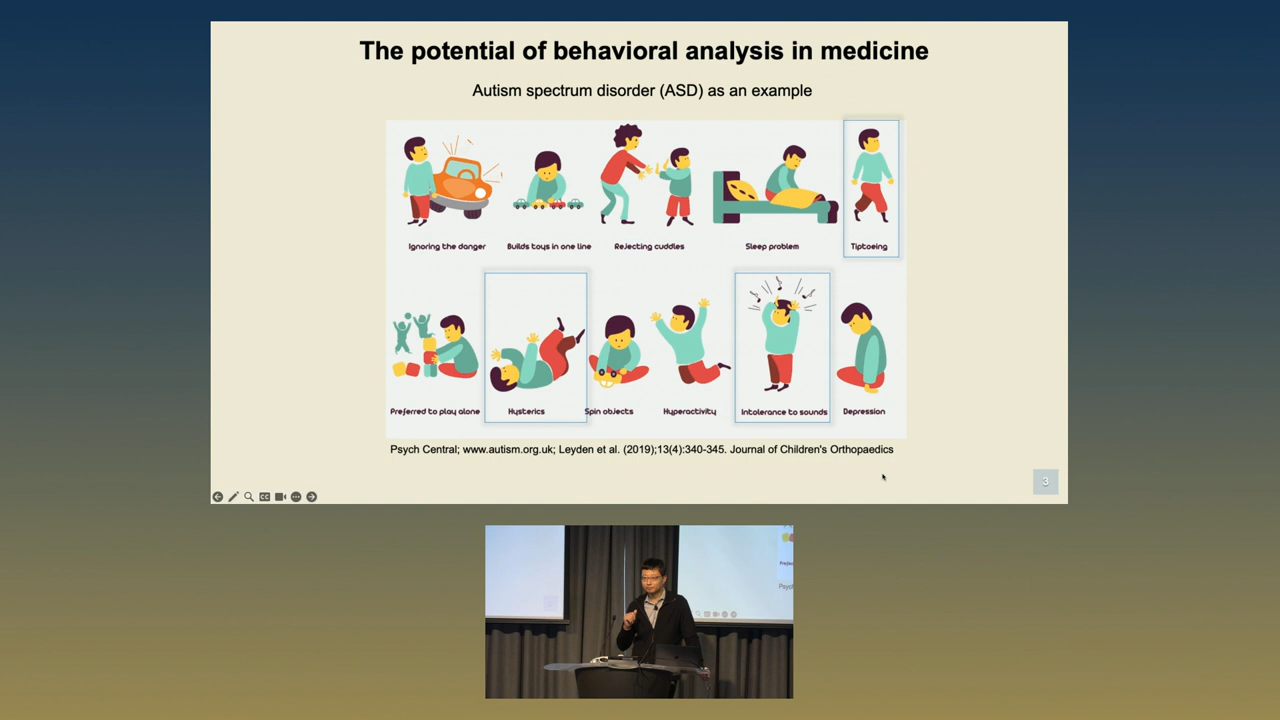 The potential of behavioral analysis in medicine
Autism spectrum disorder (ASD) as an example
Ignoring the danger
Builds toys in one line
Rejecting cuddles
Sleep problem
Tiptoeing
Preferred to play alone
Hysterics
Spin objects
Hyperactivity
Intolerance to sounds
Depression
Psych Central; www.autism.org.uk; Leyden et al. (2019);13(4):340-345. Journal of Children's Orthopaedics
CC
3
Psych